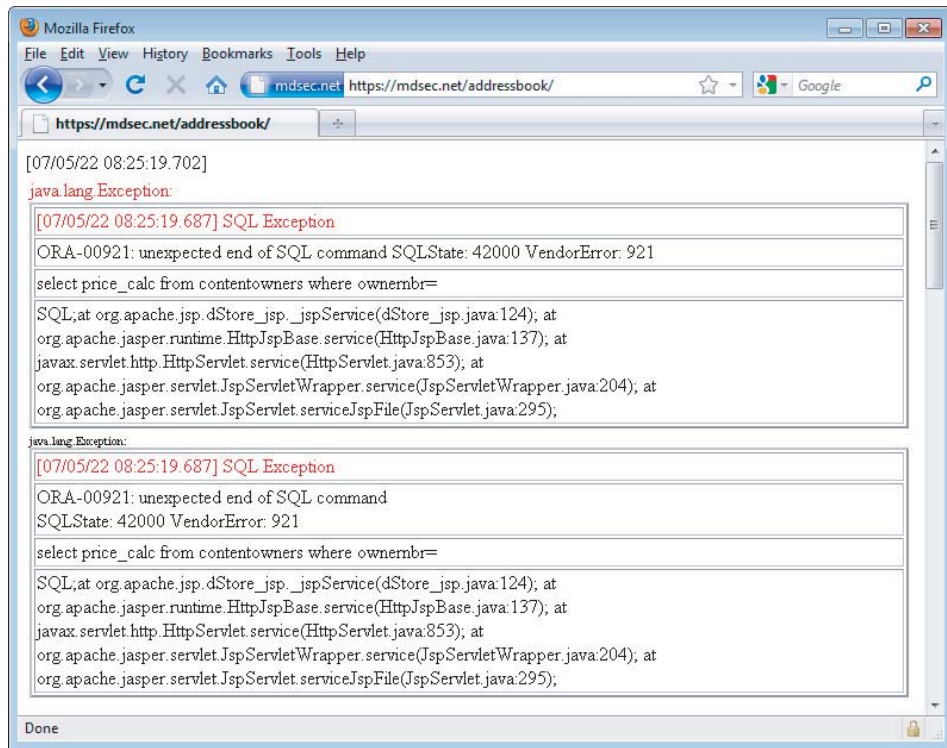 Mozilla Firefox
File Edit View History Bookmarks Tools Help
mdsec.net https://mdsec.net/addressbook/ Google
https://mdsec.net/addressbook/
[07/05/22 08:25:19.702]
java.lang.Exception:
[07/05/22 08:25:19.687] SQL Exception
ORA-00921: unexpected end of SQL command SQLState: 42000 VendorError: 921
select price_calc from contentowners where ownernbr=
SQL;at org.apache.jsp.dStore_jsp._jspService(dStore_jsp.java:124); at
org.apache.jasper.runtime.HttpJspBase.service(HttpJspBase.java:137); at
javax.servlet.http.HttpServlet.service(HttpServlet.java:853); at
org.apache.jasper.servlet.JspServletWrapper.service(JspServletWrapper.java:204); at
org.apache.jasper.servlet.JspServlet.serviceJspFile(JspServlet.java:295);
java.lang.Exception:
[07/05/22 08:25:19.687] SQL Exception
ORA-00921: unexpected end of SQL command
SQLState: 42000 VendorError: 921
select price_calc from contentowners where ownernbr=
SQL;at org.apache.jsp.dStore_jsp._jspService(dStore_jsp.java:124); at
org.apache.jasper.runtime.HttpJspBase.service(HttpJspBase.java:137); at
javax.servlet.http.HttpServlet.service(HttpServlet.java:853); at
org.apache.jasper.servlet.JspServletWrapper.service(JspServletWrapper.java:204); at
org.apache.jasper.servlet.JspServlet.serviceJspFile(JspServlet.java:295);
Done